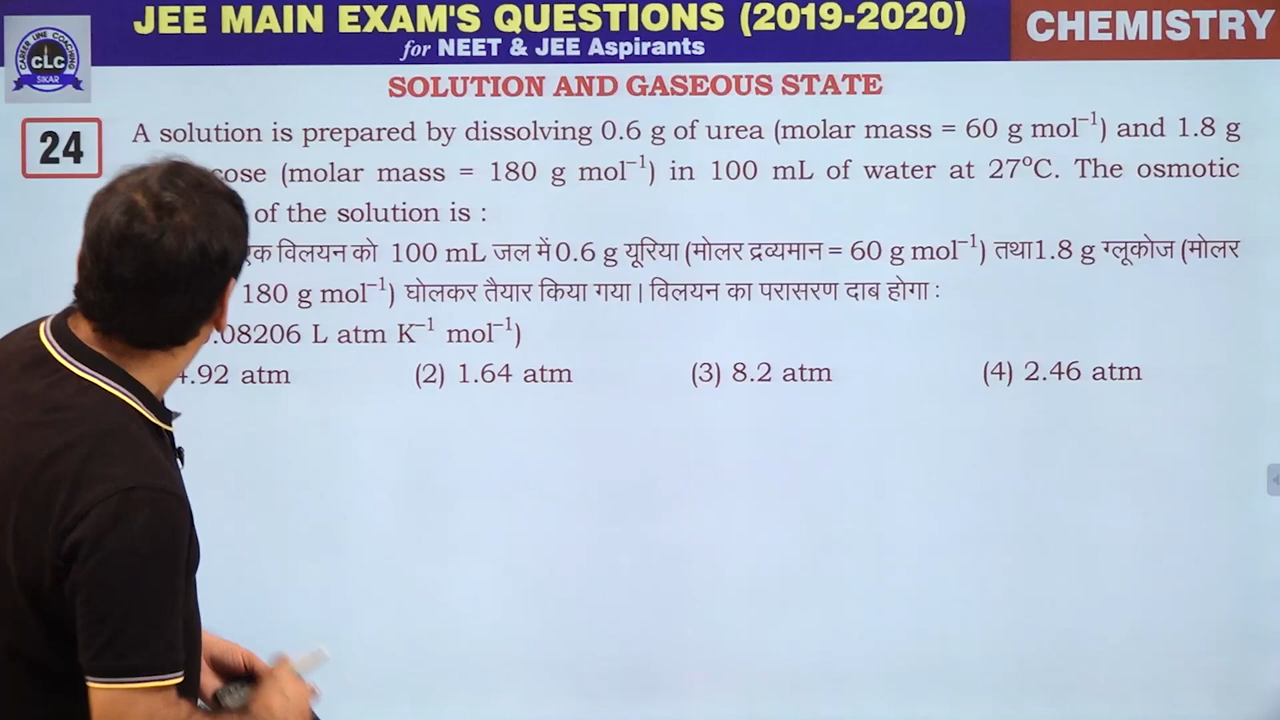 JEE MAIN EXAM'S QUESTIONS (2019-2020)
for NEET & JEE Aspirants
CHEMISTRY
CAREER LINE COACHING
CLC
SIKAR
SOLUTION AND GASEOUS STATE
24
A solution is prepared by dissolving 0.6 g of urea (molar mass = 60 g mol⁻¹) and 1.8 g
(molar mass = 180 g mol⁻¹) in 100 mL of water at 27°C. The osmotic
of the solution is :
विलयन को 100 mL जल में 0.6 g यूरिया (मोलर द्रव्यमान = 60 g mol⁻¹) तथा 1.8 g ग्लूकोज (मोलर
180 g mol⁻¹) घोलकर तैयार किया गया। विलयन का परासरण दाब होगा :
.08206 L atm K⁻¹ mol⁻¹)
.92 atm (2) 1.64 atm (3) 8.2 atm (4) 2.46 atm